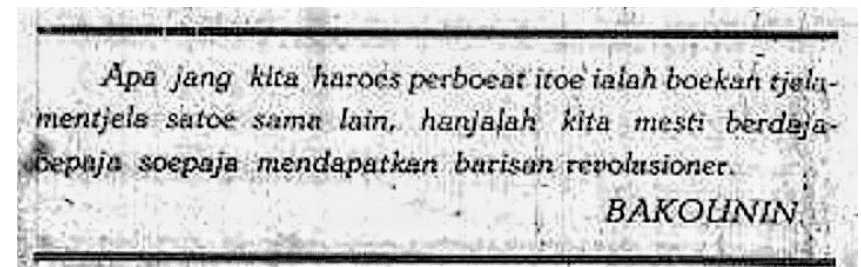 Apa jang kita haroes perboeat itoe ialah boekan tjela-
mentjela satoe sama lain, hanjalah kita mesti berdaja-
oepaja soepaja mendapatkan barisan revolusioner.
BAKOUNIN